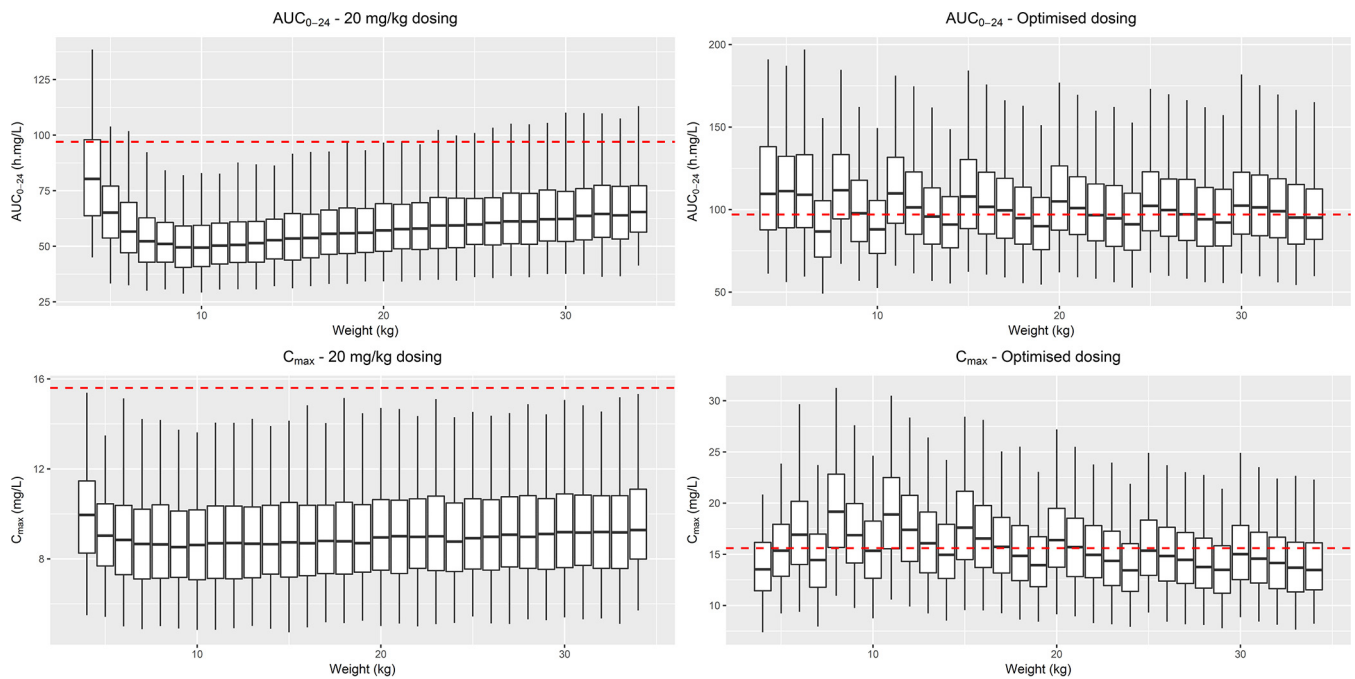 AUC₀₋₂₄ - 20 mg/kg dosing
AUC₀₋₂₄ (h.mg/L)
125
100
75
50
25
10
20
30
Weight (kg)
AUC₀₋₂₄ - Optimised dosing
AUC₀₋₂₄ (h.mg/L)
200
150
100
50
10
20
30
Weight (kg)
Cmax - 20 mg/kg dosing
Cmax (mg/L)
16
12
8
10
20
30
Weight (kg)
Cmax - Optimised dosing
Cmax (mg/L)
30
25
20
15
10
10
20
30
Weight (kg)